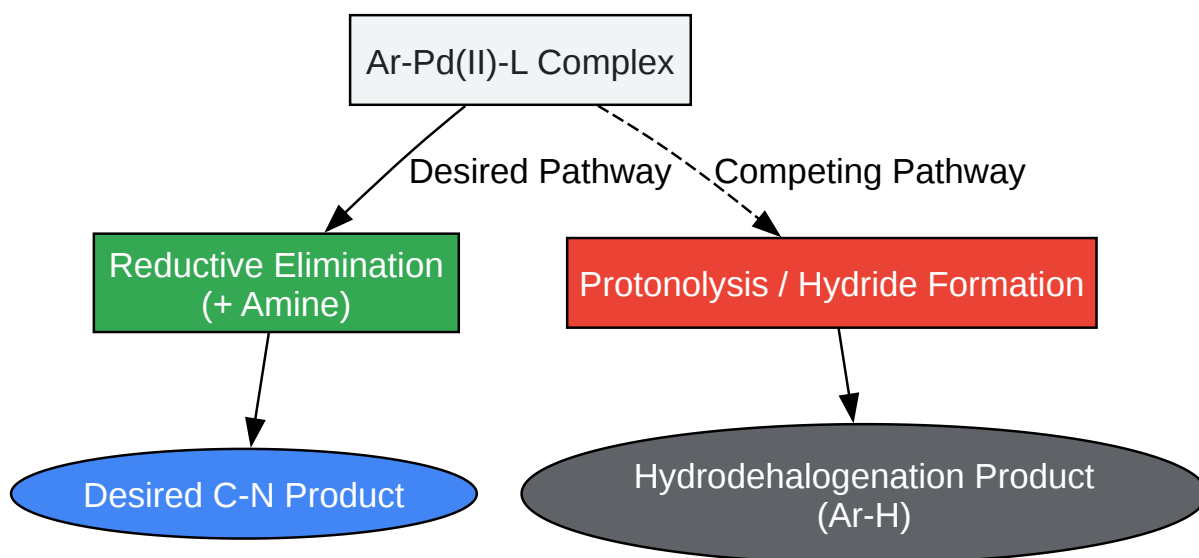 Ar-Pd(II)-L Complex
Desired Pathway
Competing Pathway
Reductive Elimination
(+ Amine)
Protonolysis / Hydride Formation
Desired C-N Product
Hydrodehalogenation Product
(Ar-H)